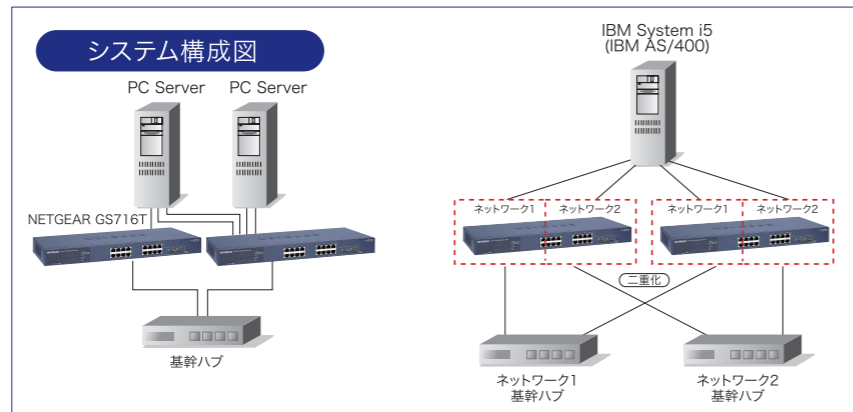 システム構成図
PC Server
PC Server
NETGEAR GS716T
基幹ハブ
IBM System i5
(IBM AS/400)
ネットワーク1
ネットワーク2
ネットワーク1
ネットワーク2
二重化
ネットワーク1
基幹ハブ
ネットワーク2
基幹ハブ